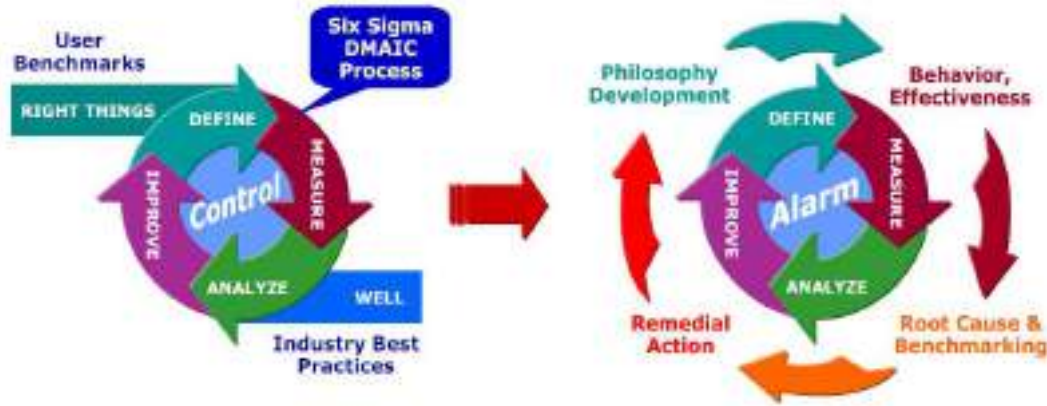 User
Benchmarks
RIGHT THINGS
Six Sigma
DMAIC
Process
DEFINE
MEASURE
ANALYZE
IMPROVE
Control
WELL
Industry Best
Practices
Philosophy
Development
Behavior,
Effectiveness
DEFINE
MEASURE
ANALYZE
IMPROVE
Alarm
Remedial
Action
Root Cause &
Benchmarking